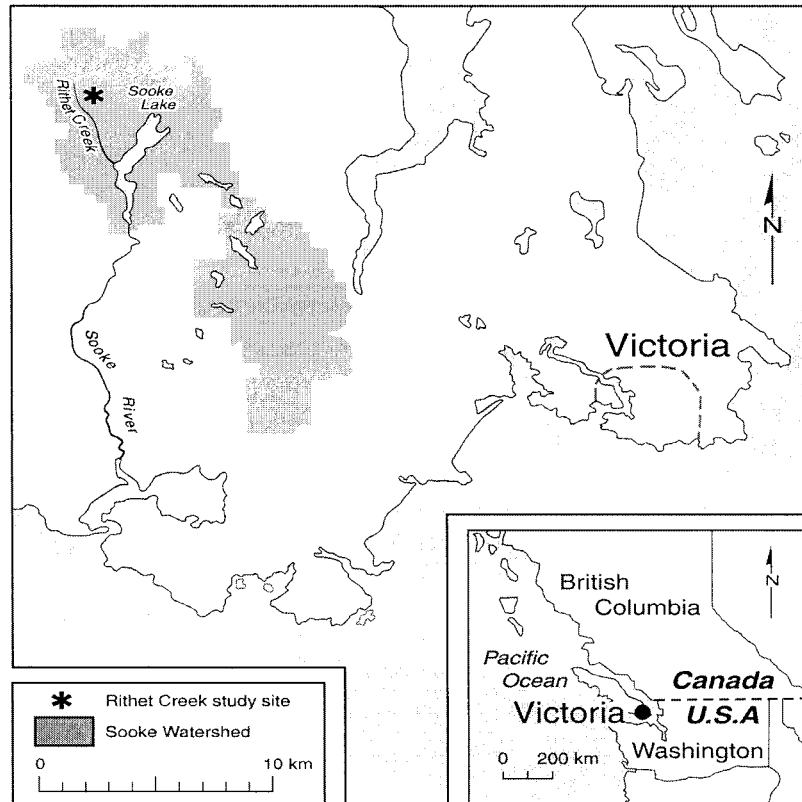 Sooke
Lake
Rithet Creek
N
Victoria
Sooke
River
Rithet Creek study site
Sooke Watershed
0
10 km
N
British
Columbia
Pacific
Ocean
Canada
Victoria
U.S.A
Washington
0
200 km